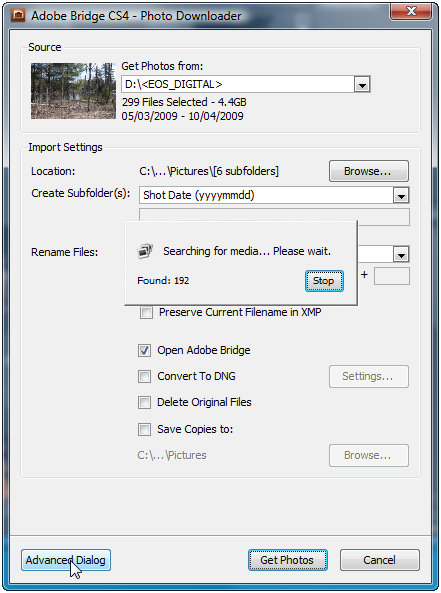 Adobe Bridge CS4 - Photo Downloader
Source
Get Photos from:
D:\<EOS_DIGITAL>
299 Files Selected - 4.4GB
05/03/2009 - 10/04/2009
Import Settings
Location: C:\...\Pictures\[6 subfolders] Browse...
Create Subfolder(s): Shot Date (yyyymmdd)
Searching for media... Please wait.
Rename Files:
+
Found: 192 Stop
Preserve Current Filename in XMP
Open Adobe Bridge
Convert To DNG Settings...
Delete Original Files
Save Copies to:
C:\...\Pictures Browse...
Advanced Dialog Get Photos Cancel